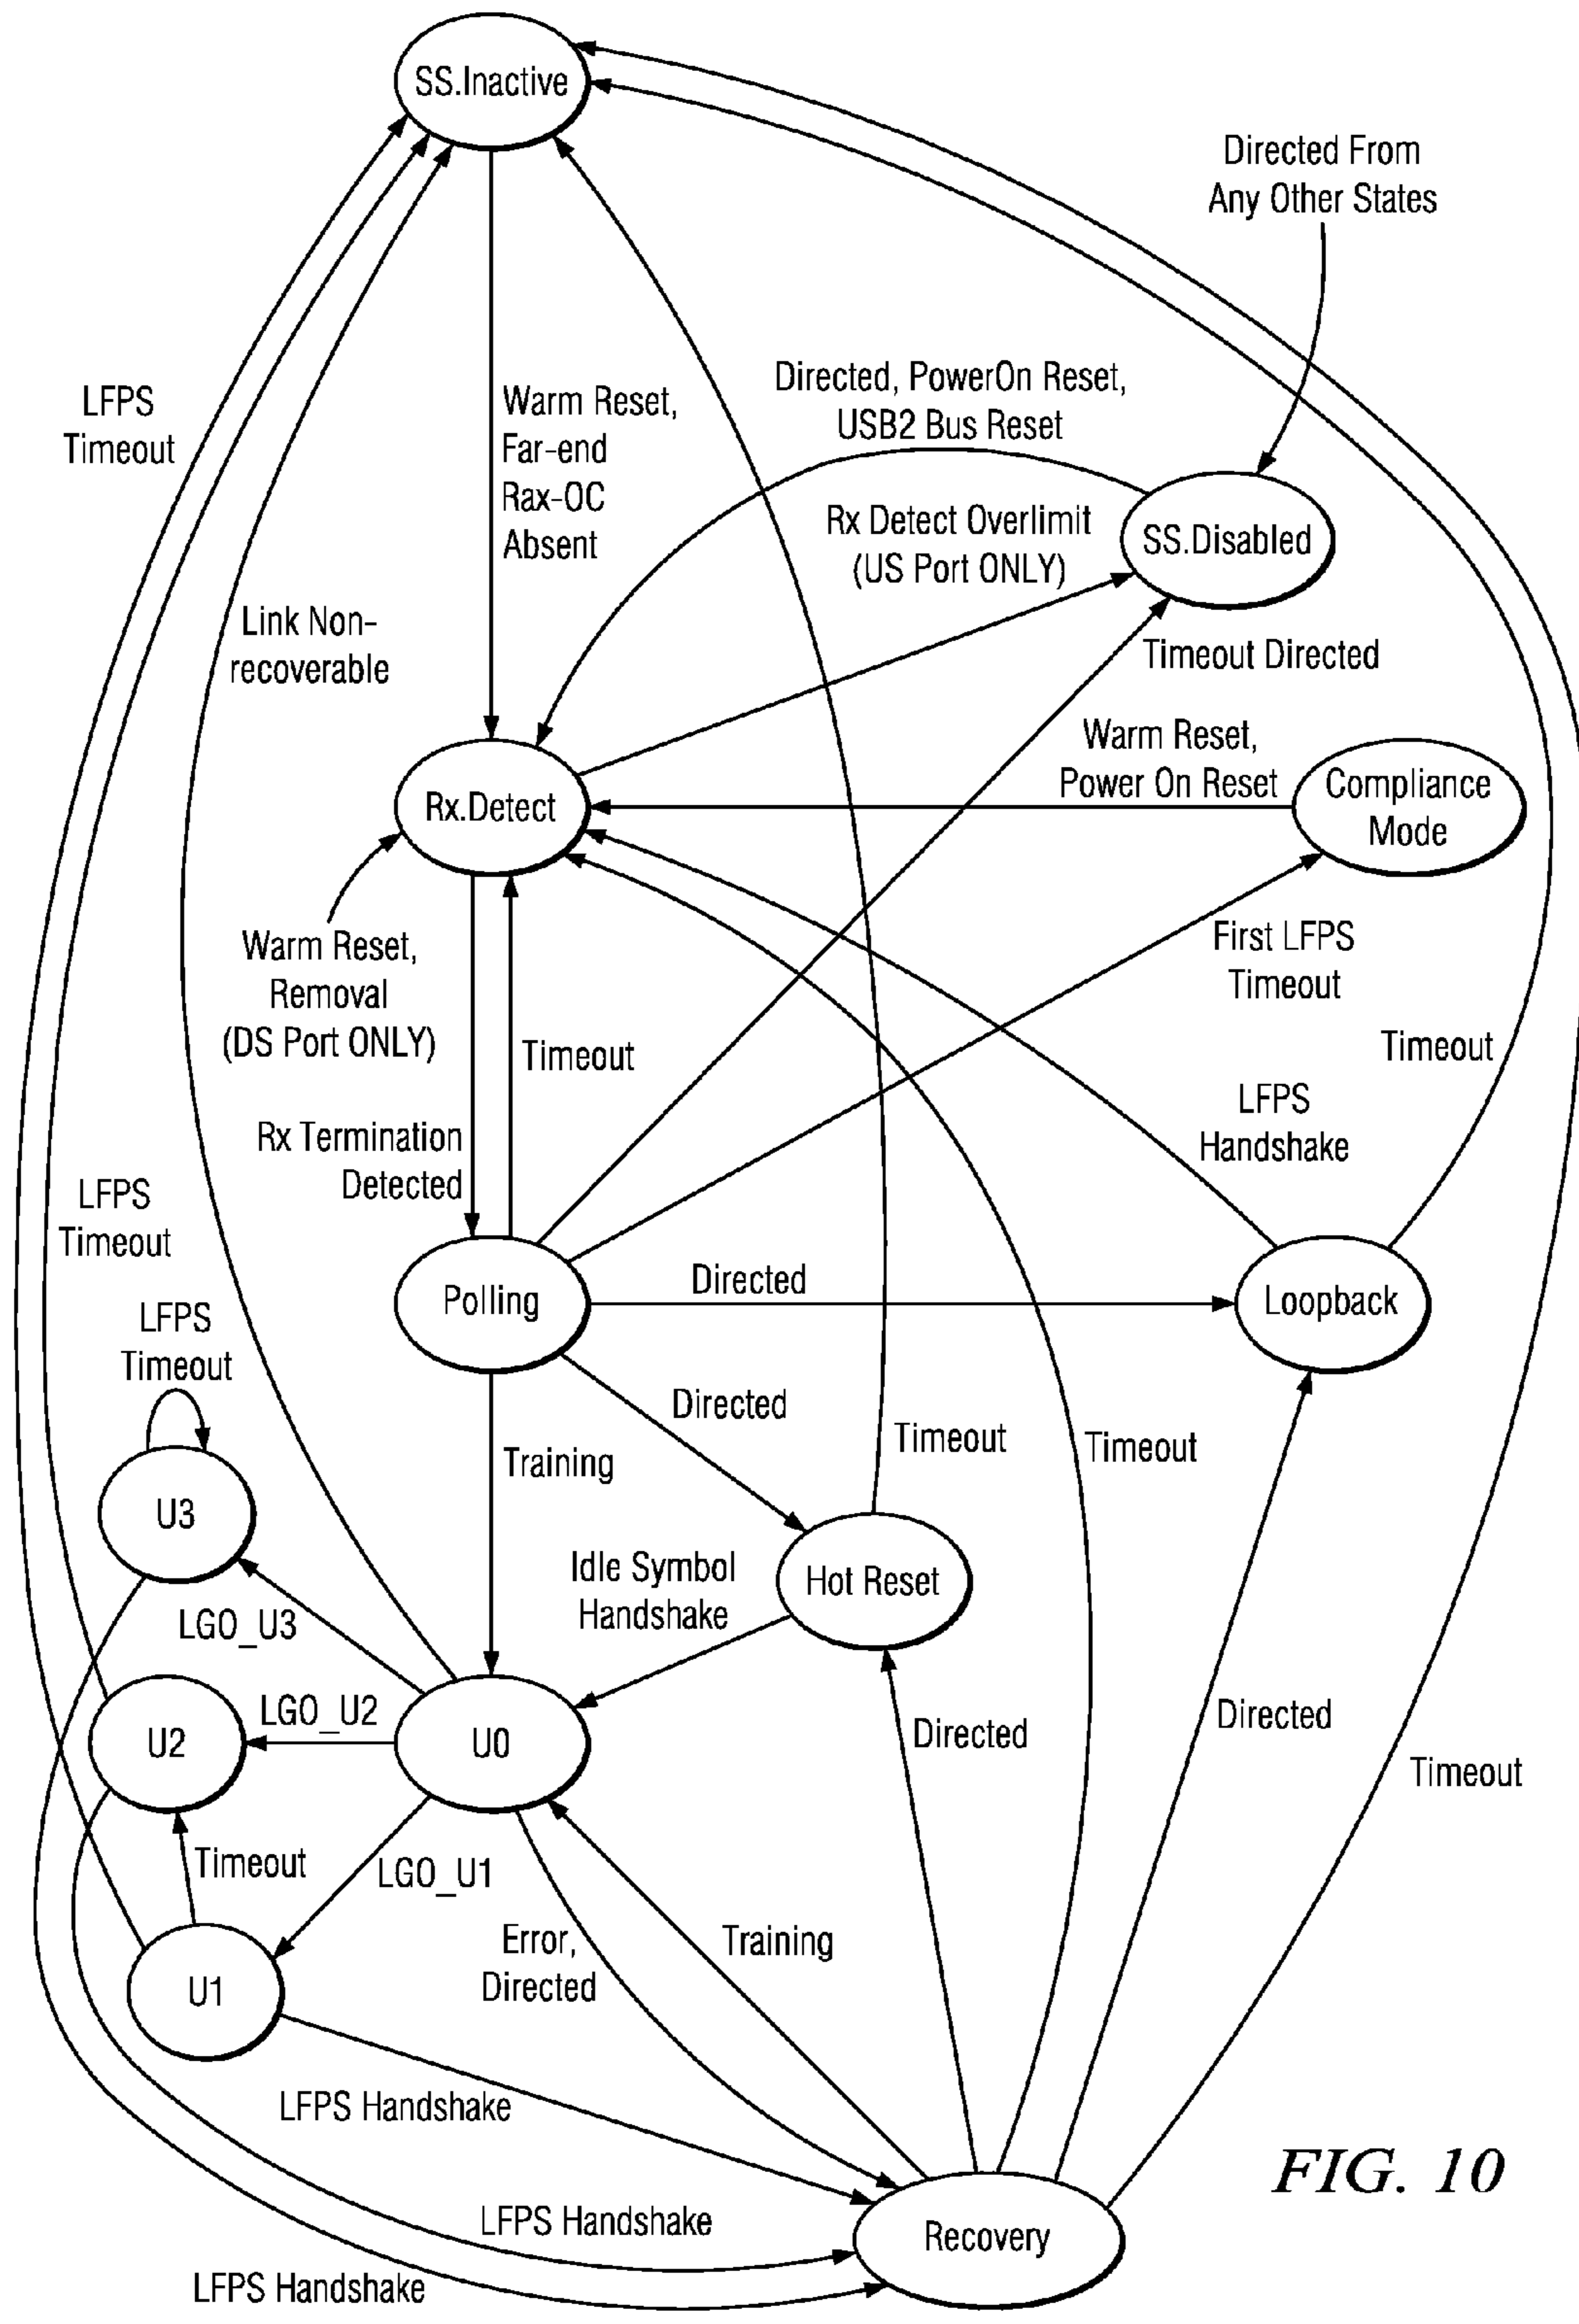 SS.Inactive
Directed From
Any Other States
LFPS
Timeout
Warm Reset,
Far-end
Rax-OC
Absent
Directed, PowerOn Reset,
USB2 Bus Reset
Rx Detect Overlimit
(US Port ONLY)
SS.Disabled
Link Non-
recoverable
Timeout Directed
Warm Reset,
Power On Reset
Compliance
Mode
Rx.Detect
Warm Reset,
Removal
(DS Port ONLY)
First LFPS
Timeout
Timeout
Timeout
LFPS
Handshake
Rx Termination
Detected
LFPS
Timeout
Polling
Directed
Loopback
LFPS
Timeout
Directed
Training
Timeout
Timeout
U3
Idle Symbol
Handshake
Hot Reset
LGO_U3
LGO_U2
U2
U0
Directed
Directed
Timeout
Timeout
LGO_U1
Error,
Directed
Training
U1
LFPS Handshake
FIG. 10
LFPS Handshake
Recovery
LFPS Handshake